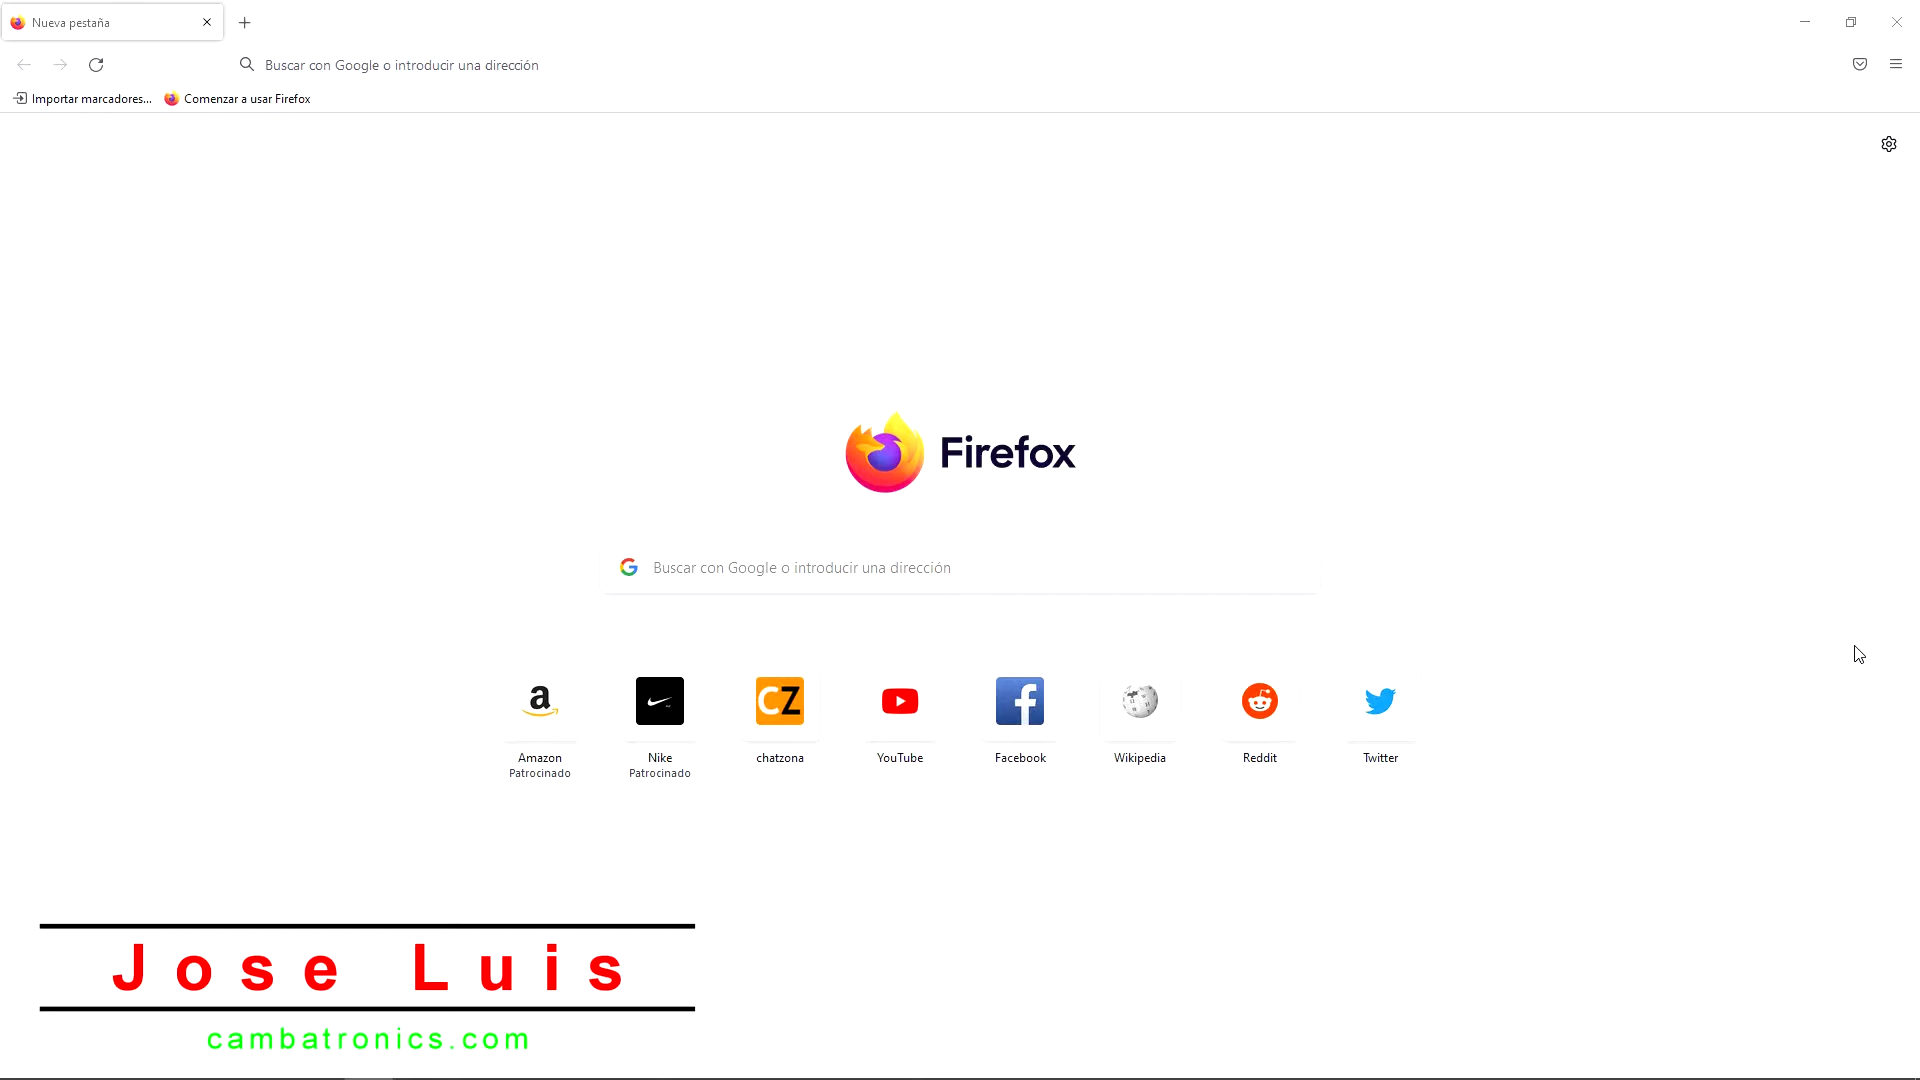 Nueva pestaña
Buscar con Google o introducir una dirección
Importar marcadores... Comenzar a usar Firefox
Firefox
Buscar con Google o introducir una dirección
a CZ f
Amazon Nike chatzona YouTube Facebook Wikipedia Reddit Twitter
Patrocinado Patrocinado
Jose Luis
cambatronics.com